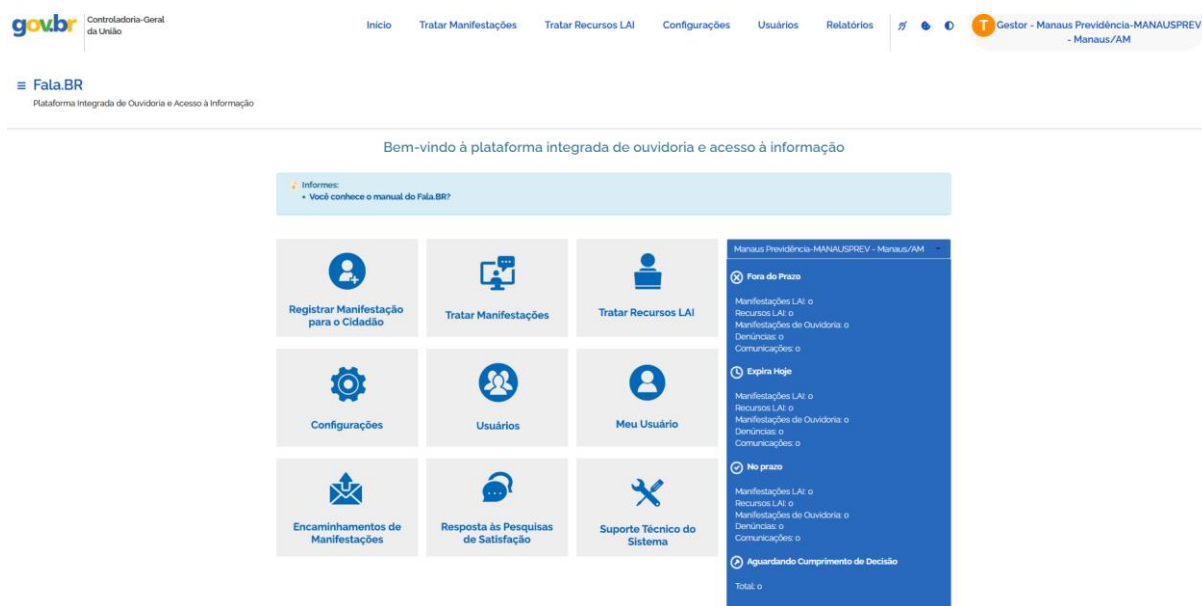 gov.br
Controladoria-Geral
da União
Início
Tratar Manifestações
Tratar Recursos LAI
Configurações
Usuários
Relatórios
T
Gestor - Manaus Previdência-MANAUSPREV
- Manaus/AM
Fala.BR
Plataforma Integrada de Ouvidoria e Acesso à Informação
Bem-vindo à plataforma integrada de ouvidoria e acesso à informação
Informes:
• Você conhece o manual do Fala.BR?
Registrar Manifestação
para o Cidadão
Tratar Manifestações
Tratar Recursos LAI
Configurações
Usuários
Meu Usuário
Encaminhamentos de
Manifestações
Resposta às Pesquisas
de Satisfação
Suporte Técnico do
Sistema
Manaus Previdência-MANAUSPREV - Manaus/AM
Fora do Prazo
Manifestações LAI: 0
Recursos LAI: 0
Manifestações de Ouvidoria: 0
Denúncias: 0
Comunicações: 0
Expira Hoje
Manifestações LAI: 0
Recursos LAI: 0
Manifestações de Ouvidoria: 0
Denúncias: 0
Comunicações: 0
No prazo
Manifestações LAI: 0
Recursos LAI: 0
Manifestações de Ouvidoria: 0
Denúncias: 0
Comunicações: 0
Aguardando Cumprimento de Decisão
Total: 0